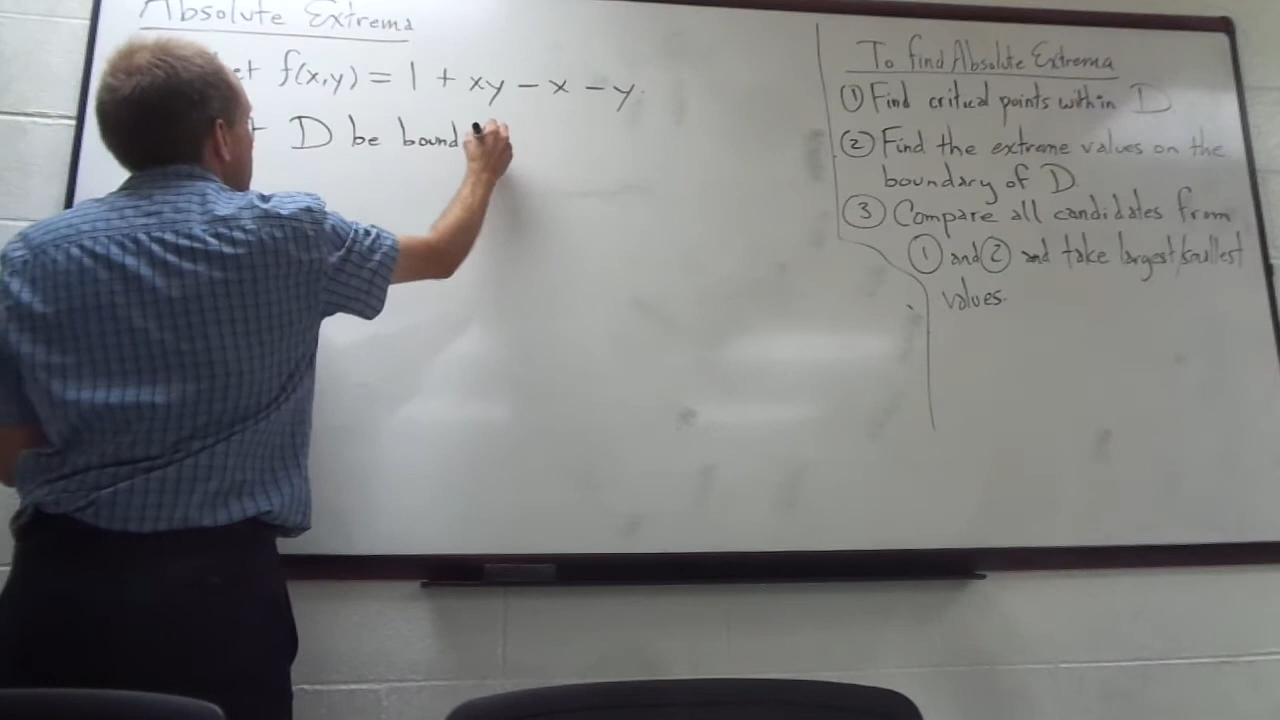 Absolute Extrema
et f(x,y) = 1 + xy - x - y.
D be bound
To find Absolute Extrema
① Find critical points within D
② Find the extreme values on the
boundary of D
③ Compare all candidates from
① and ② and take largest/smallest
values.